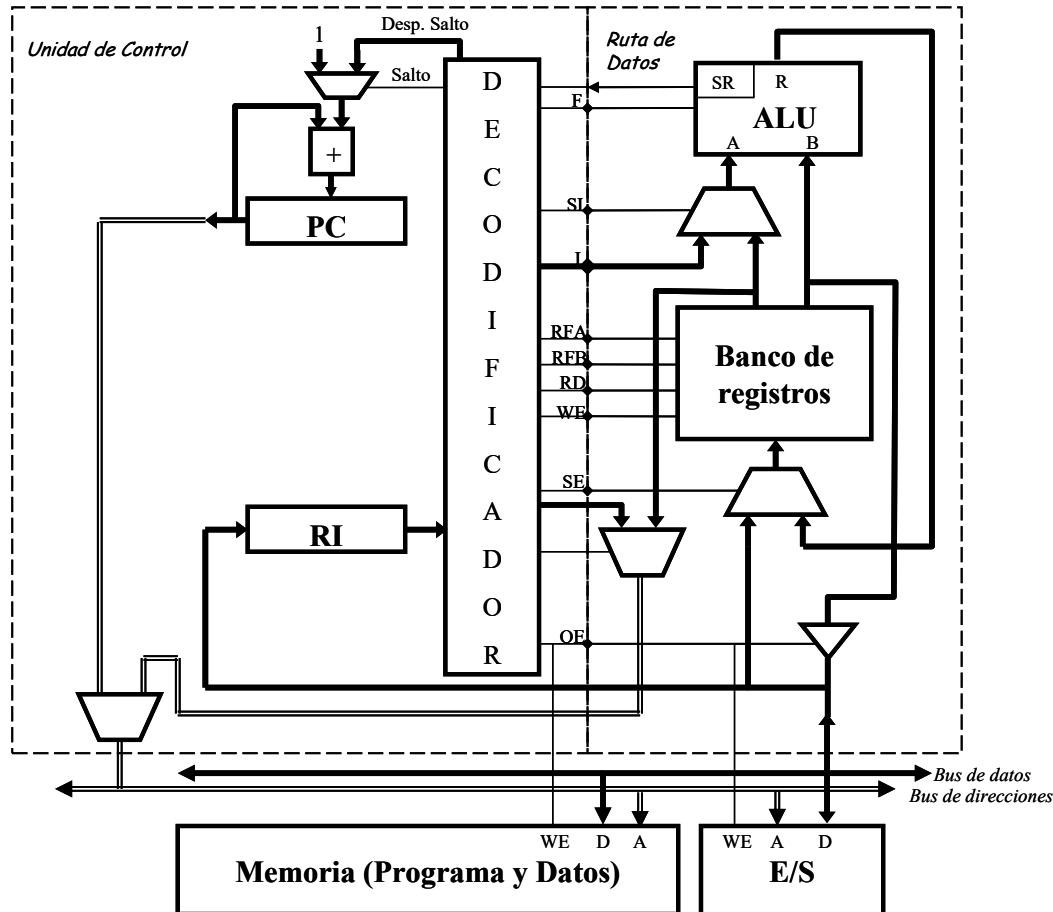 Unidad de Control
1
Desp. Salto
Salto
+
PC
RI
D
E
C
O
D
I
F
I
C
A
D
O
R
Ruta de
Datos
F
SI
I
RFA
RFB
RD
WE
SE
OE
SR
R
ALU
A
B
Banco de
registros
Bus de datos
Bus de direcciones
WE D A
Memoria (Programa y Datos)
WE A D
E/S